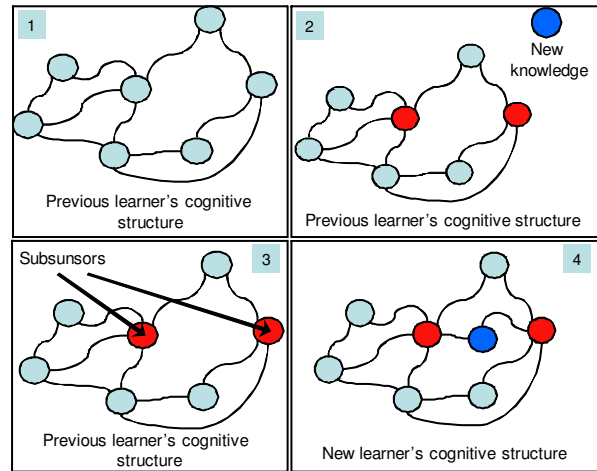 1
Previous learner's cognitive
structure
2
New
knowledge
Previous learner's cognitive structure
Subsunsors
3
Previous learner's cognitive
structure
4
New learner's cognitive structure